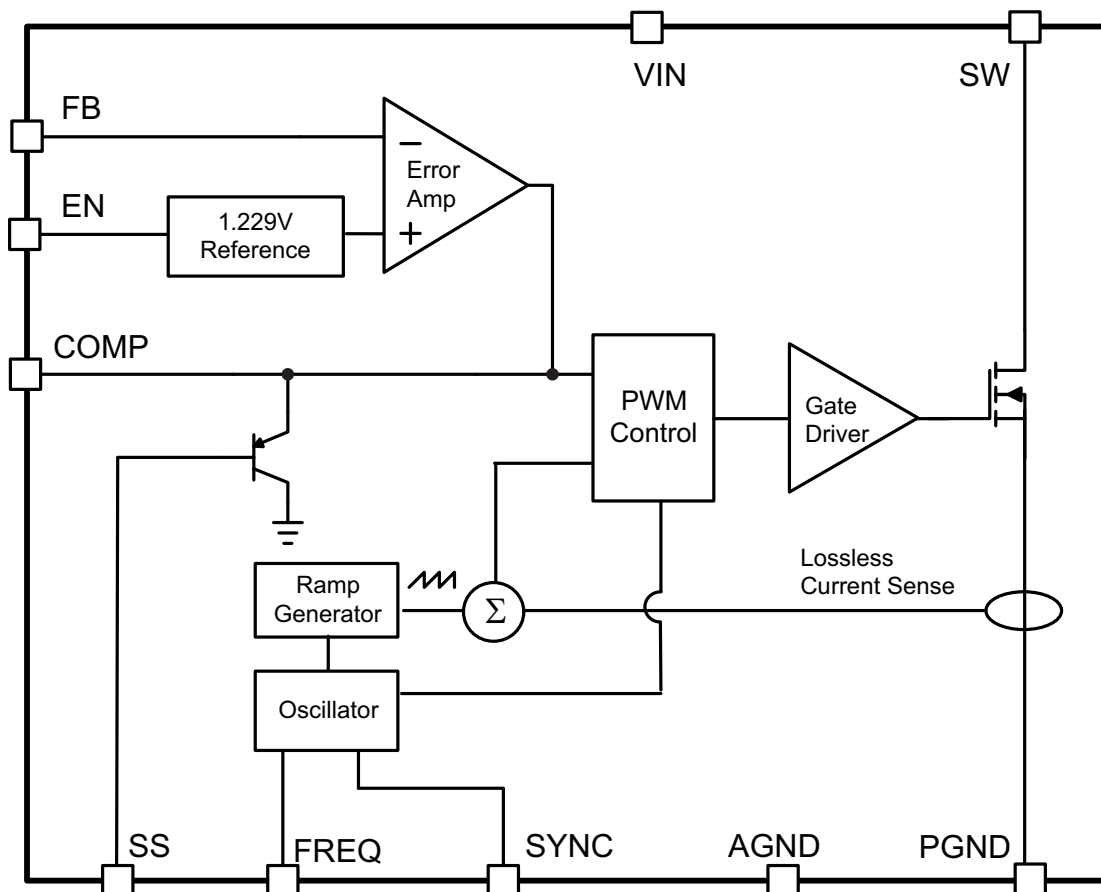 VIN
SW
FB
Error
Amp
−
+
EN
1.229V
Reference
COMP
PWM
Control
Gate
Driver
Lossless
Current Sense
Ramp
Generator
Σ
Oscillator
SS
FREQ
SYNC
AGND
PGND